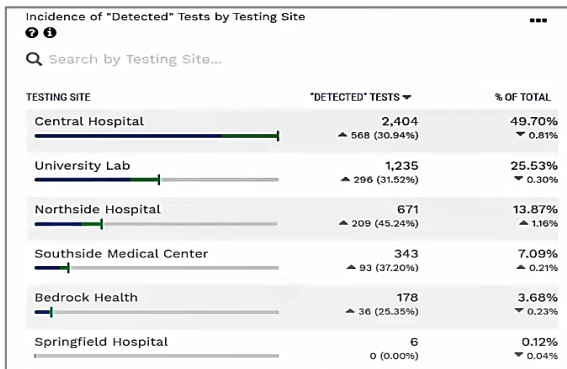 Incidence of "Detected" Tests by Testing Site
Search by Testing Site...
TESTING SITE "DETECTED" TESTS ▼ % OF TOTAL
Central Hospital 2,404 49.70%
▲ 568 (30.94%) ▼ 0.81%
University Lab 1,235 25.53%
▲ 296 (31.52%) ▼ 0.30%
Northside Hospital 671 13.87%
▲ 209 (45.24%) ▲ 1.16%
Southside Medical Center 343 7.09%
▲ 93 (37.20%) ▲ 0.21%
Bedrock Health 178 3.68%
▲ 36 (25.35%) ▼ 0.23%
Springfield Hospital 6 0.12%
0 (0.00%) ▼ 0.04%